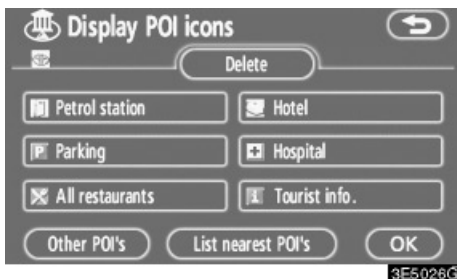 Display POI icons
Delete
Petrol station
Hotel
P Parking
Hospital
All restaurants
i Tourist info.
Other POI's
List nearest POI's
OK
3E5026G